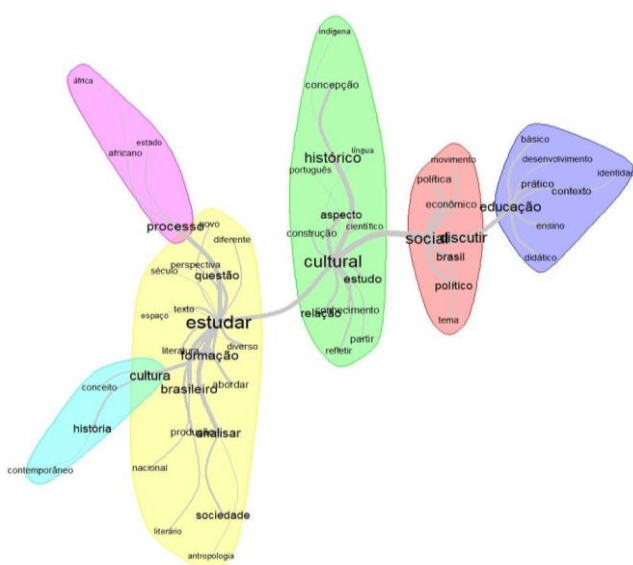 indígena
concepção
histórico
língua
português
aspecto
científico
construção
cultural
estudo
relação
conhecimento
partir
refletir
áfrica
estado
africano
processo
novo
diferente
perspectiva
questão
século
texto
espaço
estudar
literatura
diverso
formação
abordar
brasileiro
produção
analisar
nacional
sociedade
literário
antropologia
cultura
conceito
história
contemporâneo
movimento
política
econômico
social
discutir
brasil
político
tema
básico
desenvolvimento
identidad
prático
contexto
educação
ensino
didático